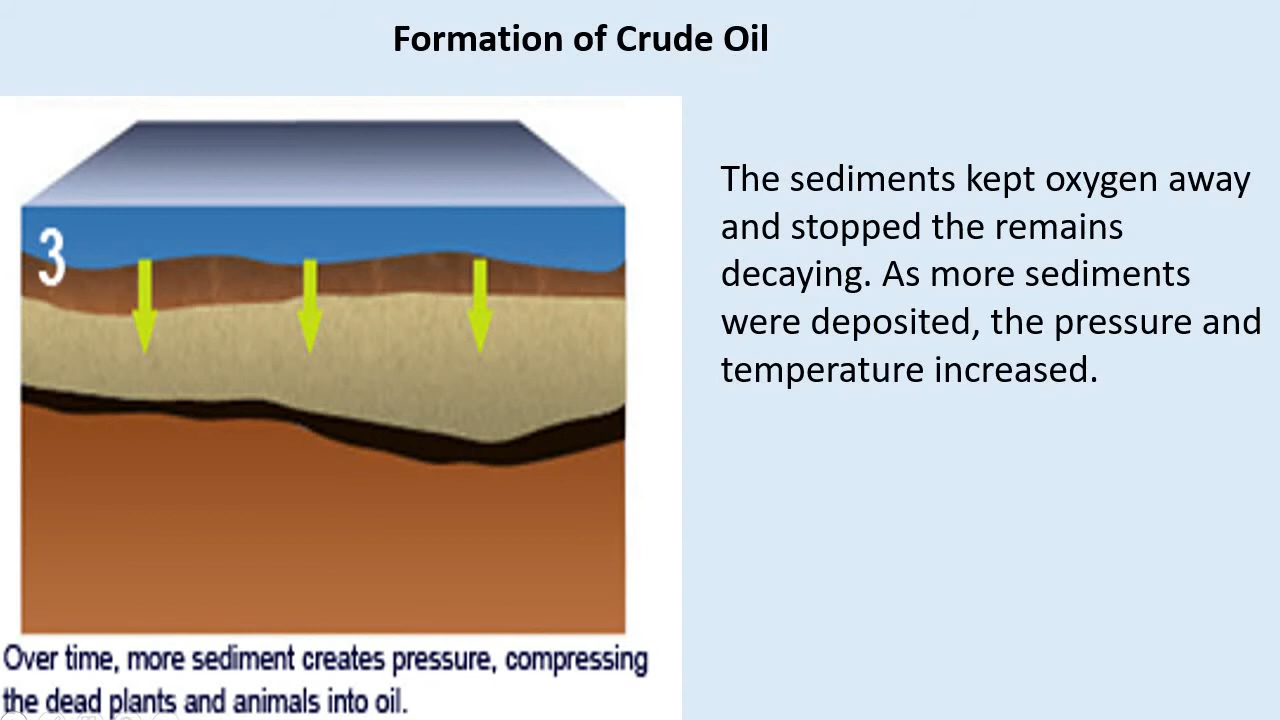 Formation of Crude Oil
3
The sediments kept oxygen away
and stopped the remains
decaying. As more sediments
were deposited, the pressure and
temperature increased.
Over time, more sediment creates pressure, compressing
the dead plants and animals into oil.